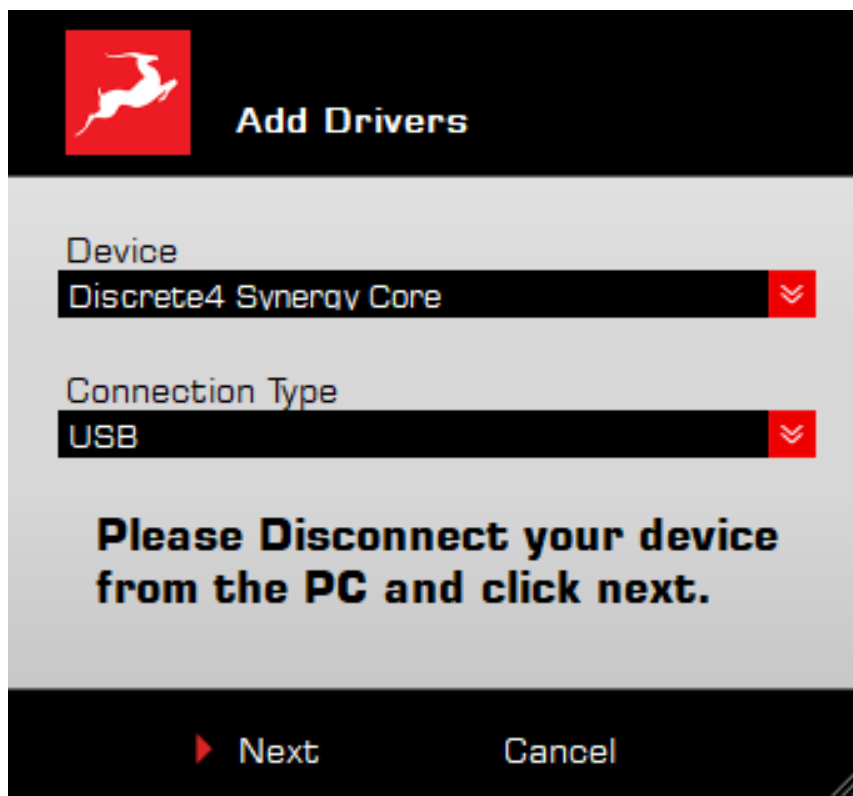 Add Drivers
Device
Discrete4 Synergy Core
Connection Type
USB
Please Disconnect your device
from the PC and click next.
Next
Cancel